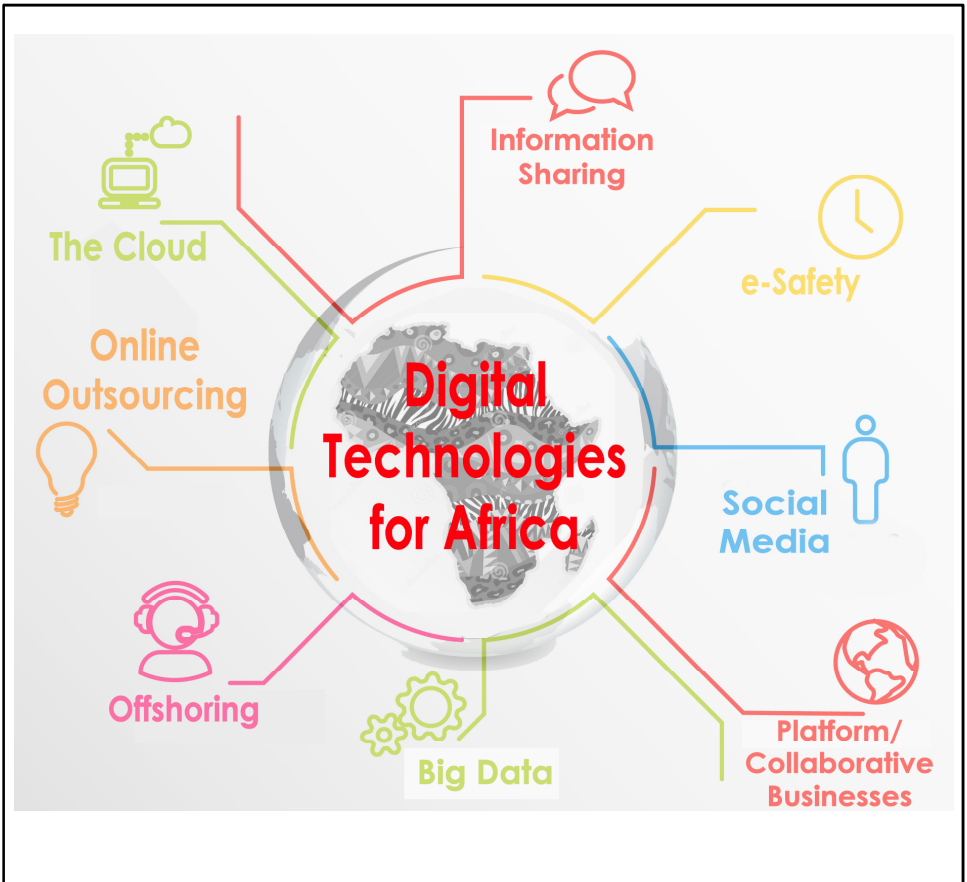 Information
Sharing
The Cloud
e-Safety
Online
Outsourcing
Digital
Technologies
for Africa
Social
Media
Offshoring
Big Data
Platform/
Collaborative
Businesses